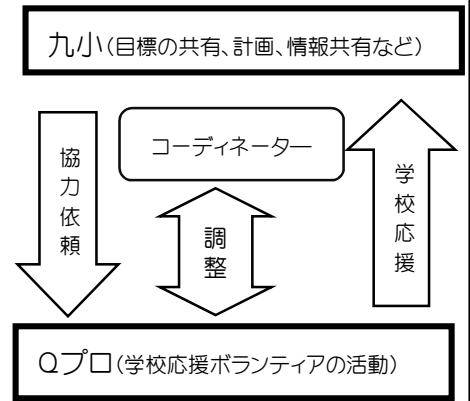 九小(目標の共有、計画、情報共有など)
コーディネーター
協力依頼
調整
学校応援
Qプロ(学校応援ボランティアの活動)